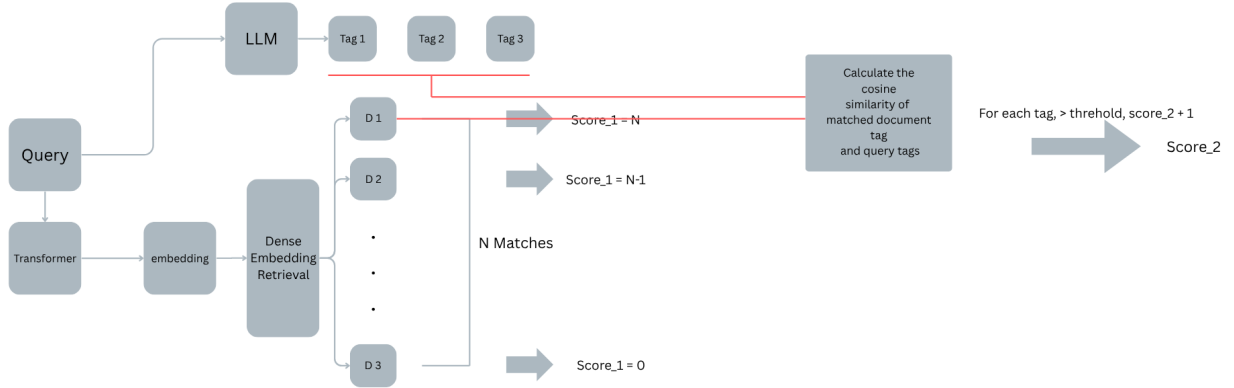 LLM
Tag 1
Tag 2
Tag 3
Query
Transformer
embedding
Dense
Embedding
Retrieval
D 1
D 2
D 3
Score_1 = N
Score_1 = N-1
N Matches
Score_1 = 0
Calculate the
cosine
similarity of
matched document
tag
and query tags
For each tag, > threhold, score_2 + 1
Score_2